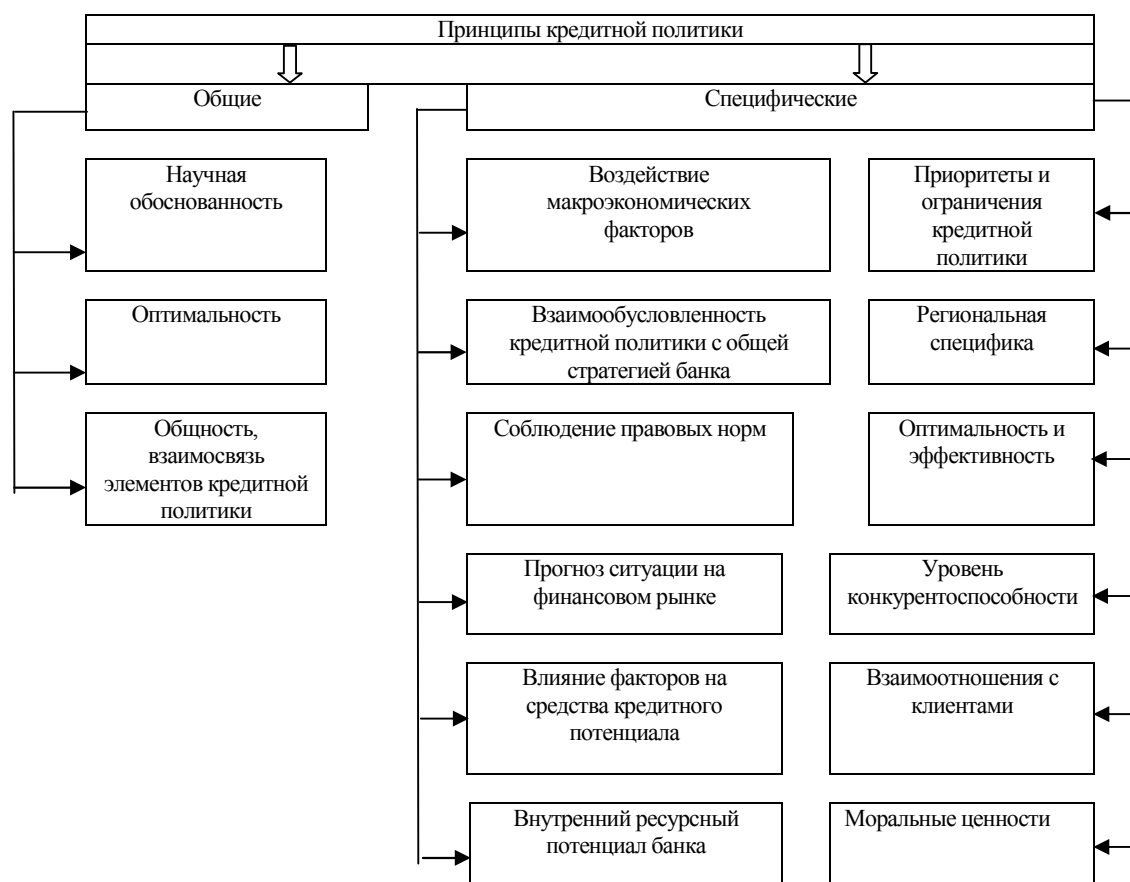 Принципы кредитной политики
Общие
Специфические
Научная
обоснованность
Оптимальность
Общность,
взаимосвязь
элементов кредитной
политики
Воздействие
макроэкономических
факторов
Взаимообусловленность
кредитной политики с общей
стратегией банка
Соблюдение правовых норм
Прогноз ситуации на
финансовом рынке
Влияние факторов на
средства кредитного
потенциала
Внутренний ресурсный
потенциал банка
Приоритеты и
ограничения
кредитной
политики
Региональная
специфика
Оптимальность и
эффективность
Уровень
конкурентоспособности
Взаимоотношения с
клиентами
Моральные ценности